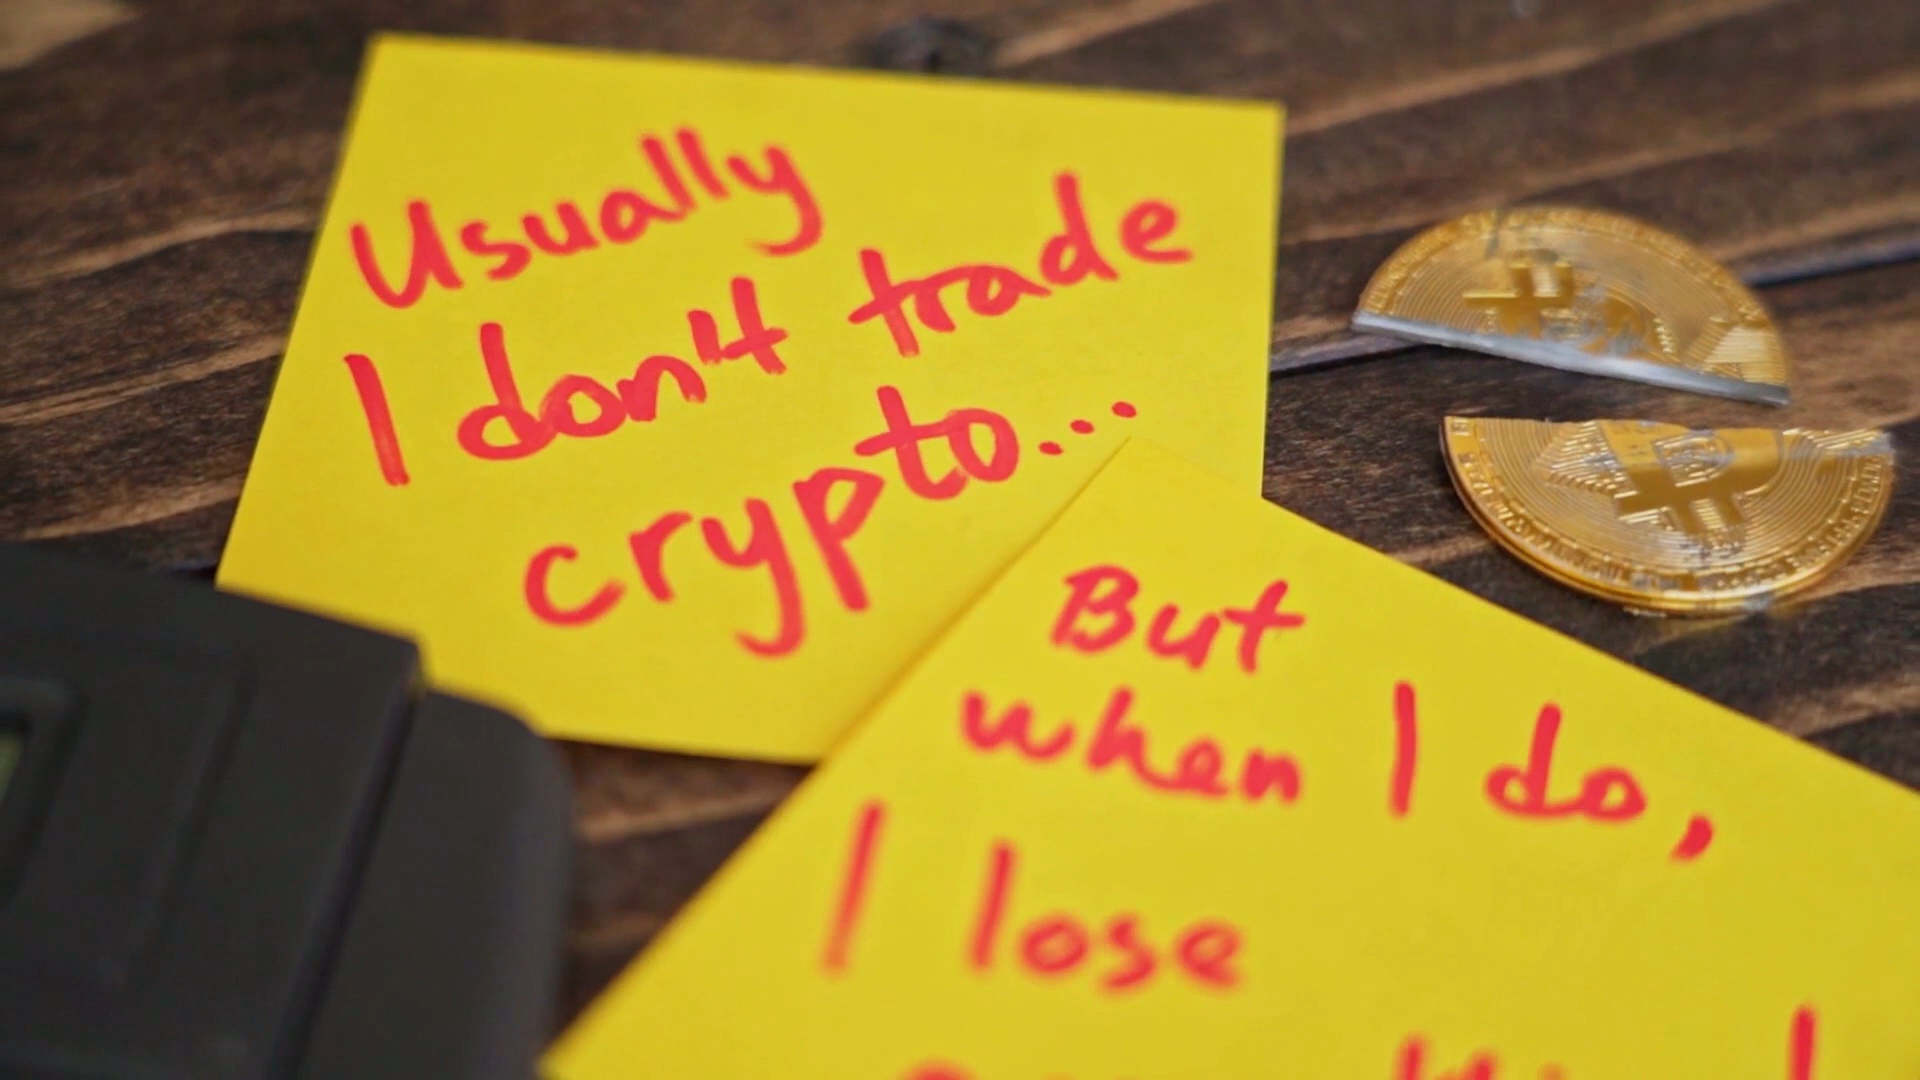 Usually
I don't trade
crypto...
But
when I do,
I lose